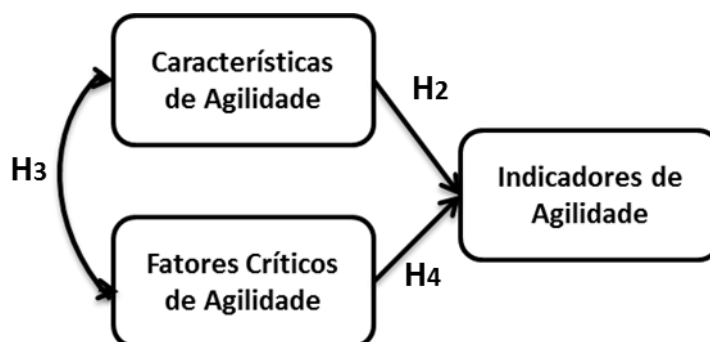 Características
de Agilidade
H2
H3
Indicadores de
Agilidade
Fatores Críticos
de Agilidade
H4